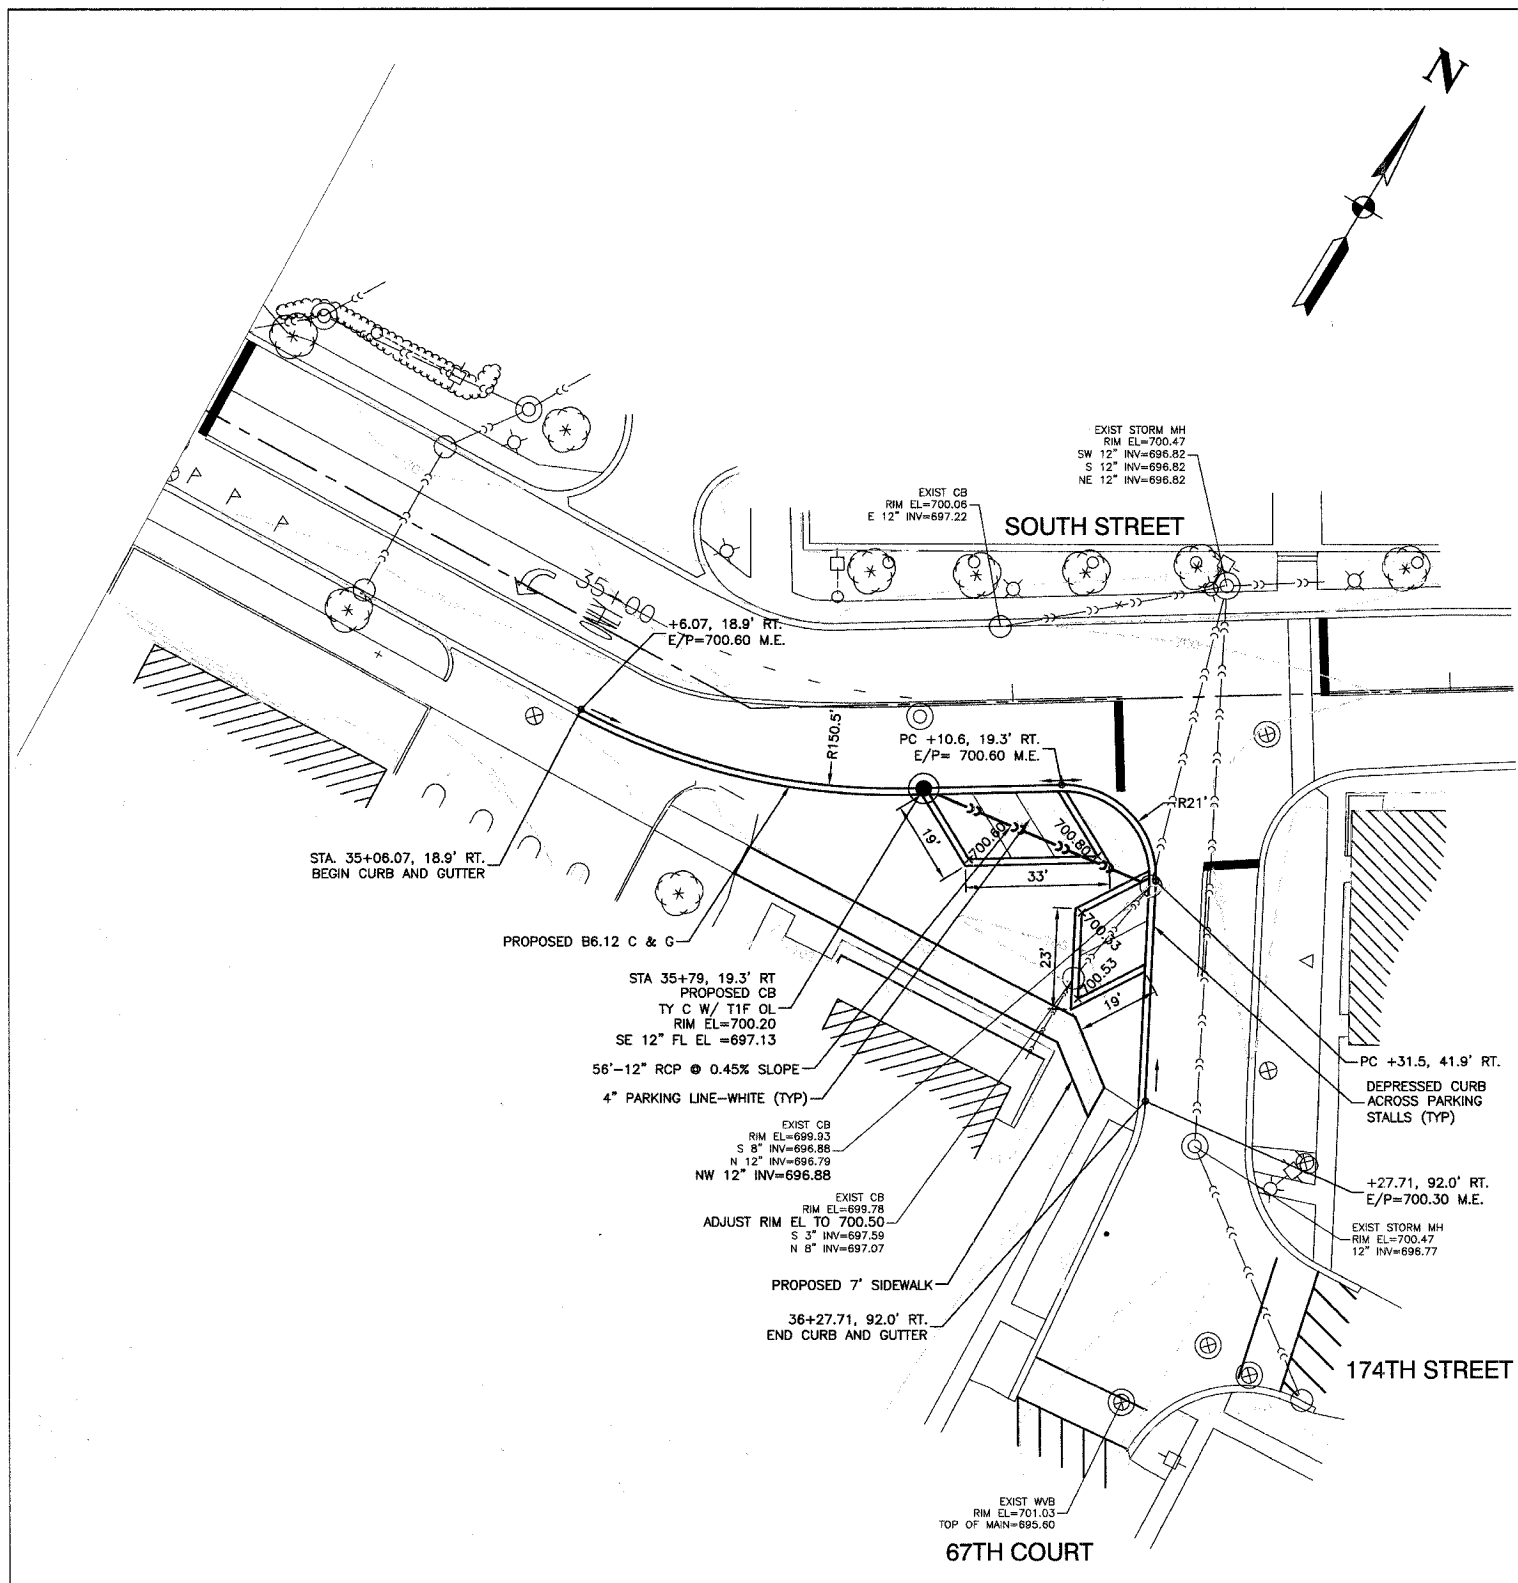 N
EXIST STORM MH
RIM EL=700.47
SW 12" INV=696.82
S 12" INV=696.82
NE 12" INV=696.82
EXIST CB
RIM EL=700.06
E 12" INV=697.22
SOUTH STREET
35+00
ONLY
+6.07, 18.9' RT.
E/P=700.60 M.E.
R150.5'
PC +10.6, 19.3' RT.
E/P= 700.60 M.E.
R21'
STA. 35+06.07, 18.9' RT.
BEGIN CURB AND GUTTER
19'
700.60
700.80
33'
PROPOSED B6.12 C & G
23'
700.53
19'
STA 35+79, 19.3' RT
PROPOSED CB
TY C W/ T1F OL
RIM EL=700.20
SE 12" FL EL =697.13
56'-12" RCP @ 0.45% SLOPE
4" PARKING LINE-WHITE (TYP)
PC +31.5, 41.9' RT.
DEPRESSED CURB
ACROSS PARKING
STALLS (TYP)
EXIST CB
RIM EL=699.93
S 8" INV=696.88
N 12" INV=696.79
NW 12" INV=696.88
EXIST CB
RIM EL=699.78
ADJUST RIM EL TO 700.50
S 3" INV=697.59
N 8" INV=697.07
+27.71, 92.0' RT.
E/P=700.30 M.E.
EXIST STORM MH
RIM EL=700.47
12" INV=696.77
PROPOSED 7' SIDEWALK
36+27.71, 92.0' RT.
END CURB AND GUTTER
174TH STREET
EXIST WVB
RIM EL=701.03
TOP OF MAIN=695.60
67TH COURT